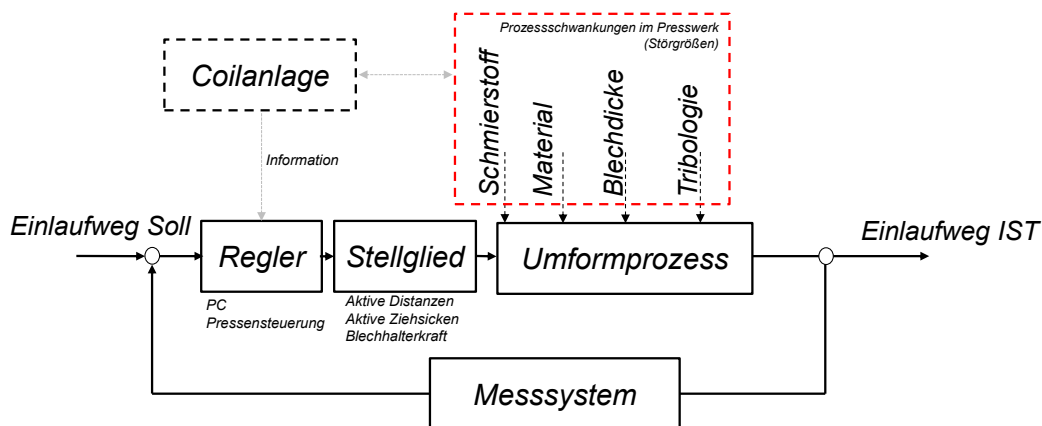 Prozessschwankungen im Presswerk
(Störgrößen)
Coilanlage
Schmierstoff
Material
Blechdicke
Tribologie
Information
Einlaufweg Soll
Regler
Stellglied
Umformprozess
Einlaufweg IST
PC
Pressensteuerung
Aktive Distanzen
Aktive Ziehsicken
Blechhalterkraft
Messsystem